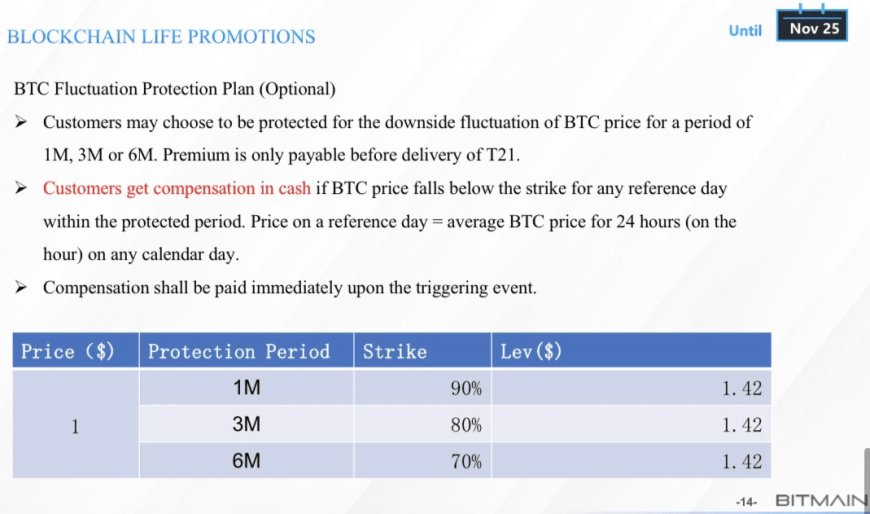 BLOCKCHAIN LIFE PROMOTIONS
Until
Nov 25
BTC Fluctuation Protection Plan (Optional)
➢ Customers may choose to be protected for the downside fluctuation of BTC price for a period of
1M, 3M or 6M. Premium is only payable before delivery of T21.
➢ Customers get compensation in cash if BTC price falls below the strike for any reference day
within the protected period. Price on a reference day = average BTC price for 24 hours (on the
hour) on any calendar day.
➢ Compensation shall be paid immediately upon the triggering event.
Price ($) Protection Period Strike Lev($)
1M 90% 1.42
1 3M 80% 1.42
6M 70% 1.42
-14- BITMAIN